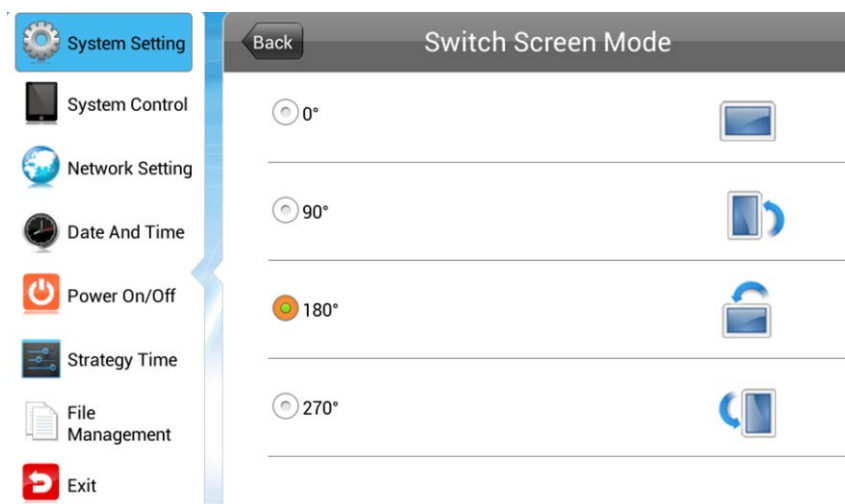 System Setting
System Control
Network Setting
Date And Time
Power On/Off
Strategy Time
File
Management
Exit
Back
Switch Screen Mode
0°
90°
180°
270°